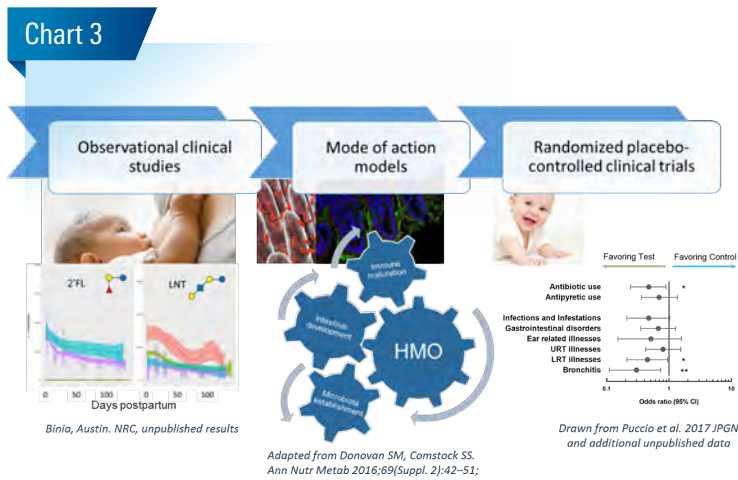 Chart 3
Observational clinical
studies
Mode of action
models
Randomized placebo-
controlled clinical trials
2'FL
LNT
0
50
100
0
50
100
Days postpartum
Binia, Austin. NRC, unpublished results
Immune
maturation
Intestinal
development
HMO
Microbiota
establishment
Adapted from Donovan SM, Comstock SS.
Ann Nutr Metab 2016;69(Suppl. 2):42–51;
Favoring Test
Favoring Control
Antibiotic use *
Antipyretic use
Infections and Infestations
Gastrointestinal disorders
Ear related illnesses
URT illnesses
LRT illnesses *
Bronchitis **
0.1 1 10
Odds ratio (95% CI)
Drawn from Puccio et al. 2017 JPGN
and additional unpublished data